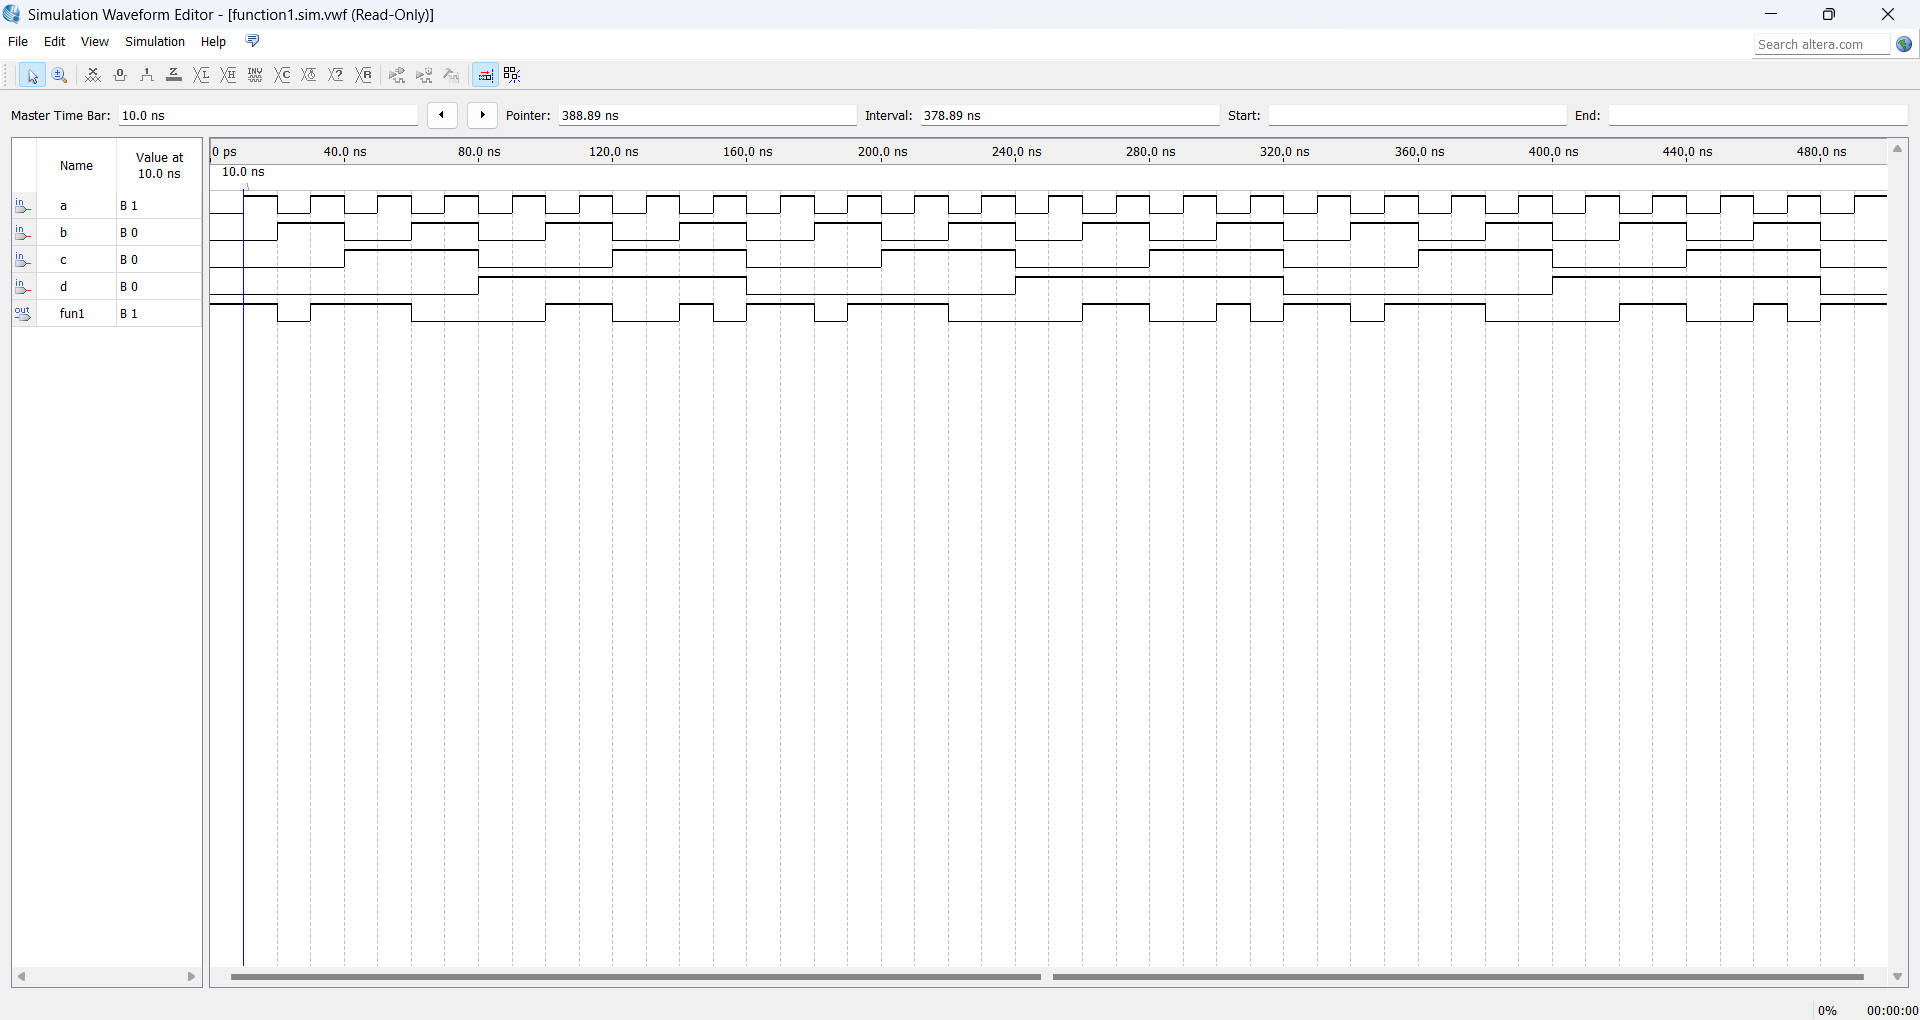 Simulation Waveform Editor - [function1.sim.vwf (Read-Only)]
File Edit View Simulation Help
Search altera.com
Master Time Bar: 10.0 ns Pointer: 388.89 ns Interval: 378.89 ns Start: End:
Name Value at 10.0 ns
0 ps 40.0 ns 80.0 ns 120.0 ns 160.0 ns 200.0 ns 240.0 ns 280.0 ns 320.0 ns 360.0 ns 400.0 ns 440.0 ns 480.0 ns
10.0 ns
in a B 1
in b B 0
in c B 0
in d B 0
out fun1 B 1
0% 00:00:00